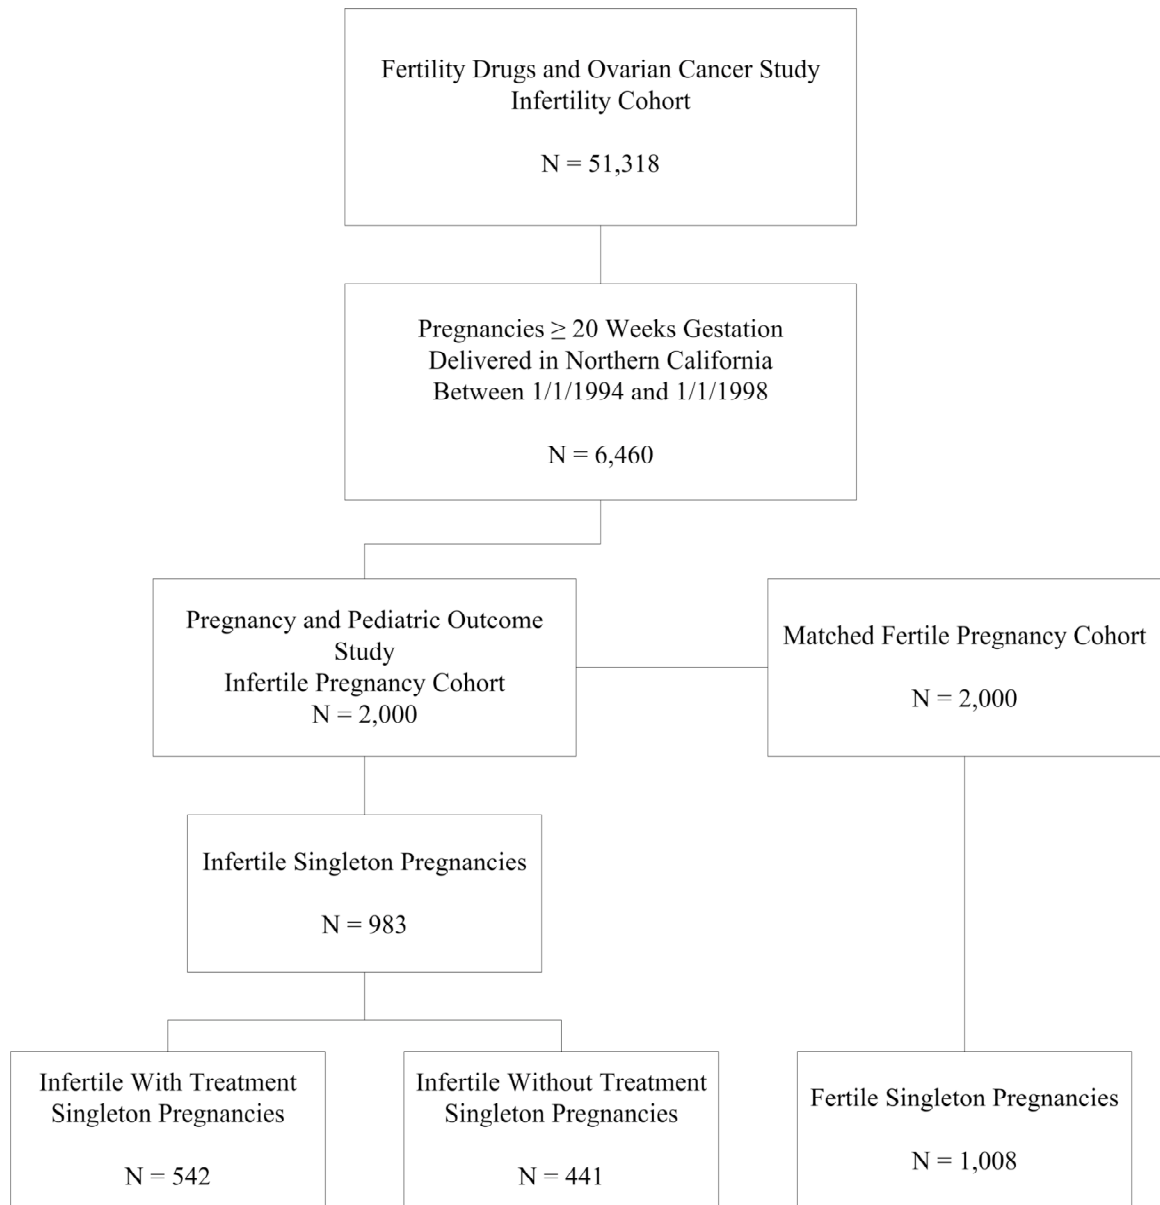 Fertility Drugs and Ovarian Cancer Study
Infertility Cohort
N = 51,318
Pregnancies ≥ 20 Weeks Gestation
Delivered in Northern California
Between 1/1/1994 and 1/1/1998
N = 6,460
Pregnancy and Pediatric Outcome
Study
Infertile Pregnancy Cohort
N = 2,000
Matched Fertile Pregnancy Cohort
N = 2,000
Infertile Singleton Pregnancies
N = 983
Infertile With Treatment
Singleton Pregnancies
N = 542
Infertile Without Treatment
Singleton Pregnancies
N = 441
Fertile Singleton Pregnancies
N = 1,008